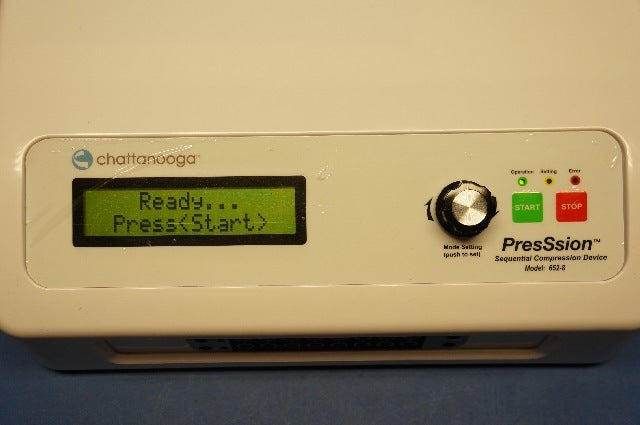 chattanooga™
Ready...
Press<Start>
Mode Setting
(push to set)
Operation Setting Error
START STOP
PresSsion™
Sequential Compression Device
Model: 652-8